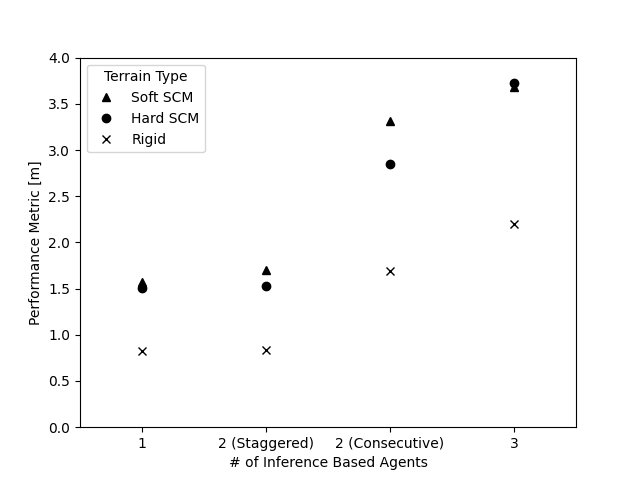 4.0
3.5
3.0
2.5
2.0
1.5
1.0
0.5
0.0
Performance Metric [m]
Terrain Type
Soft SCM
Hard SCM
Rigid
1
2 (Staggered)
2 (Consecutive)
3
# of Inference Based Agents